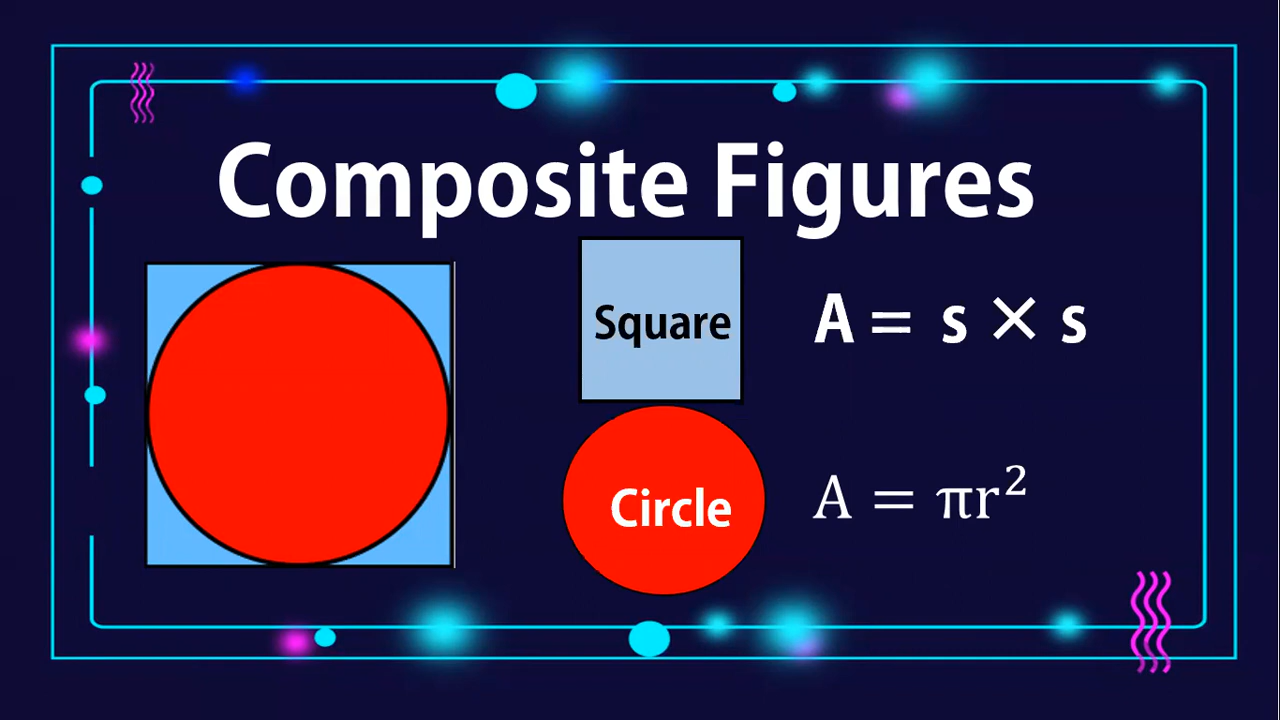 Composite Figures
Square
A = s × s
Circle
A = πr²